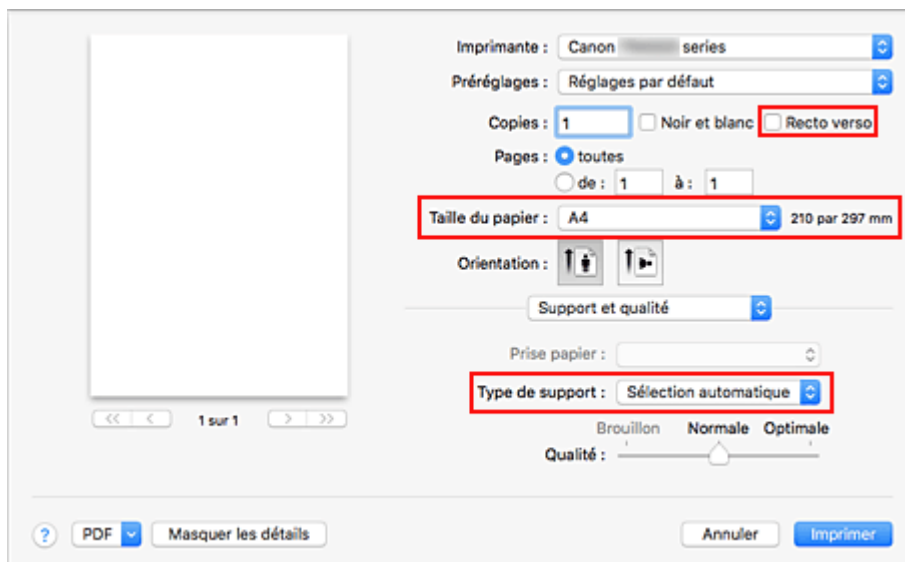 Imprimante : Canon series
Préréglages : Réglages par défaut
Copies : 1 Noir et blanc Recto verso
Pages : toutes
de : 1 à : 1
Taille du papier : A4 210 par 297 mm
Orientation :
Support et qualité
Prise papier :
Type de support : Sélection automatique
Brouillon Normale Optimale
Qualité :
<< < 1 sur 1 > >>
? PDF Masquer les détails Annuler Imprimer